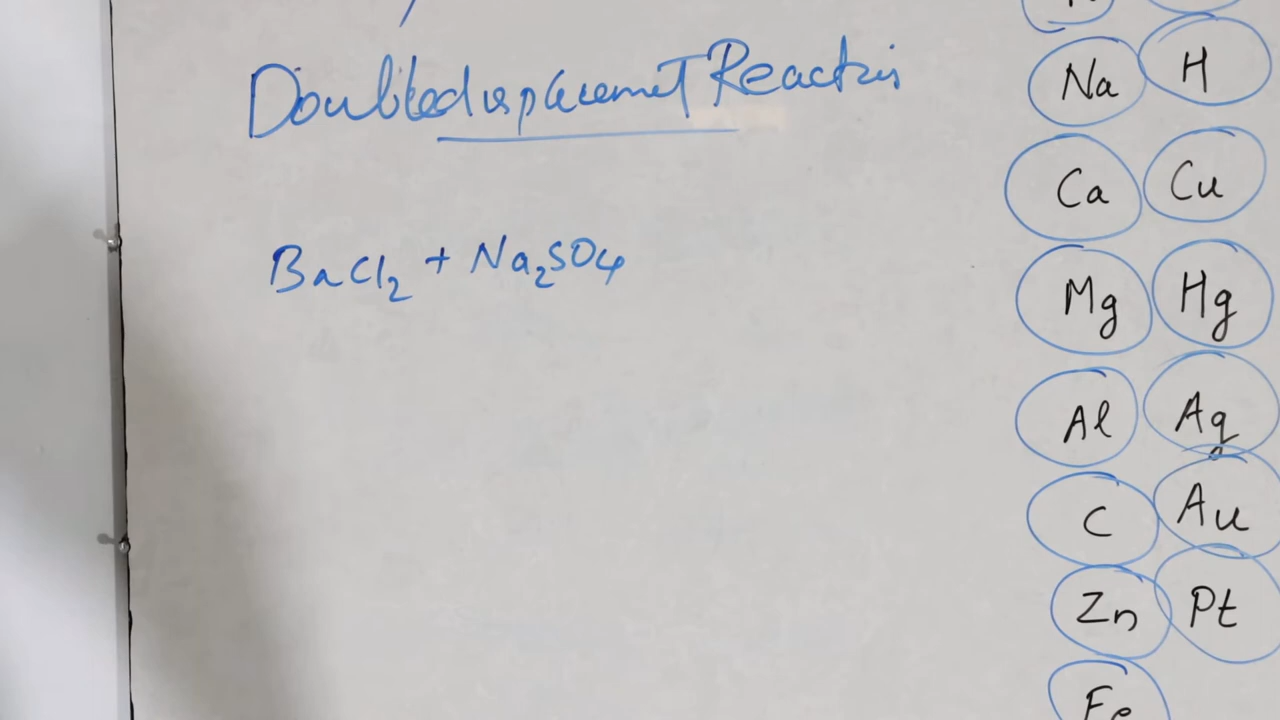 Doubledisplacement Reaction
BaCl₂ + Na₂SO₄
Na H
Ca Cu
Mg Hg
Al Ag
C Au
Zn Pt
Fe